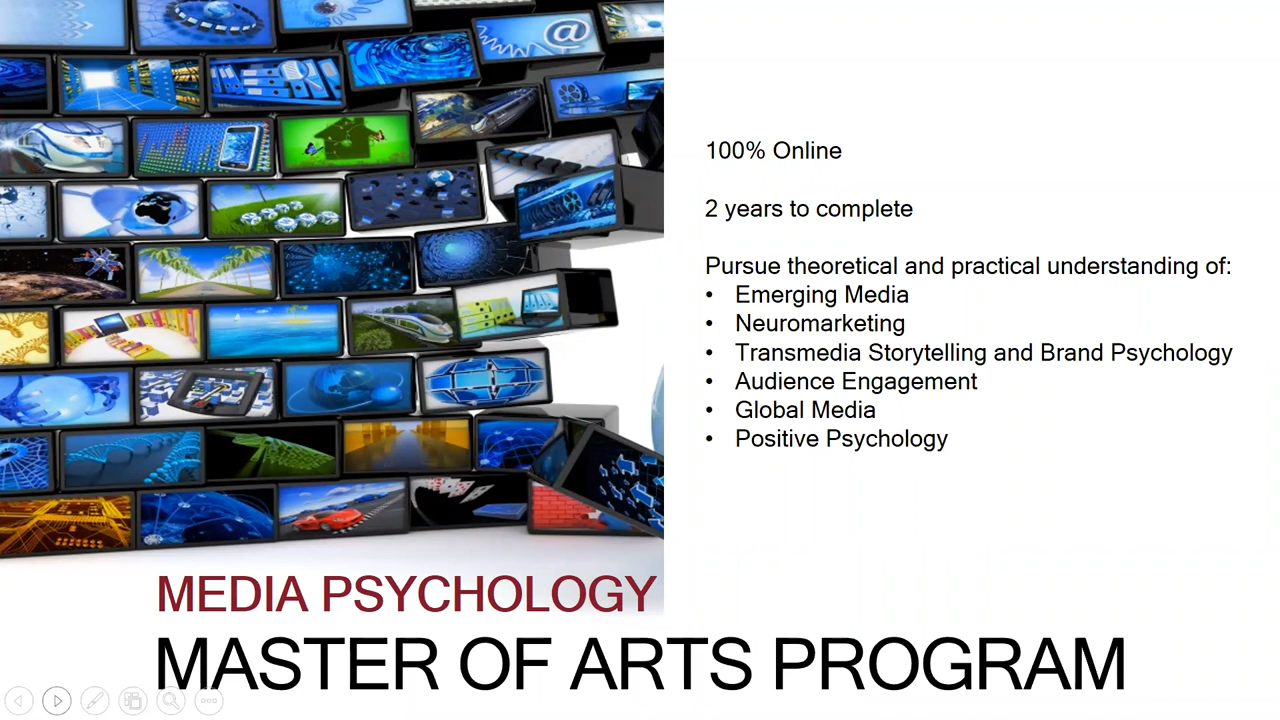 100% Online
2 years to complete
Pursue theoretical and practical understanding of:
• Emerging Media
• Neuromarketing
• Transmedia Storytelling and Brand Psychology
• Audience Engagement
• Global Media
• Positive Psychology
MEDIA PSYCHOLOGY
MASTER OF ARTS PROGRAM